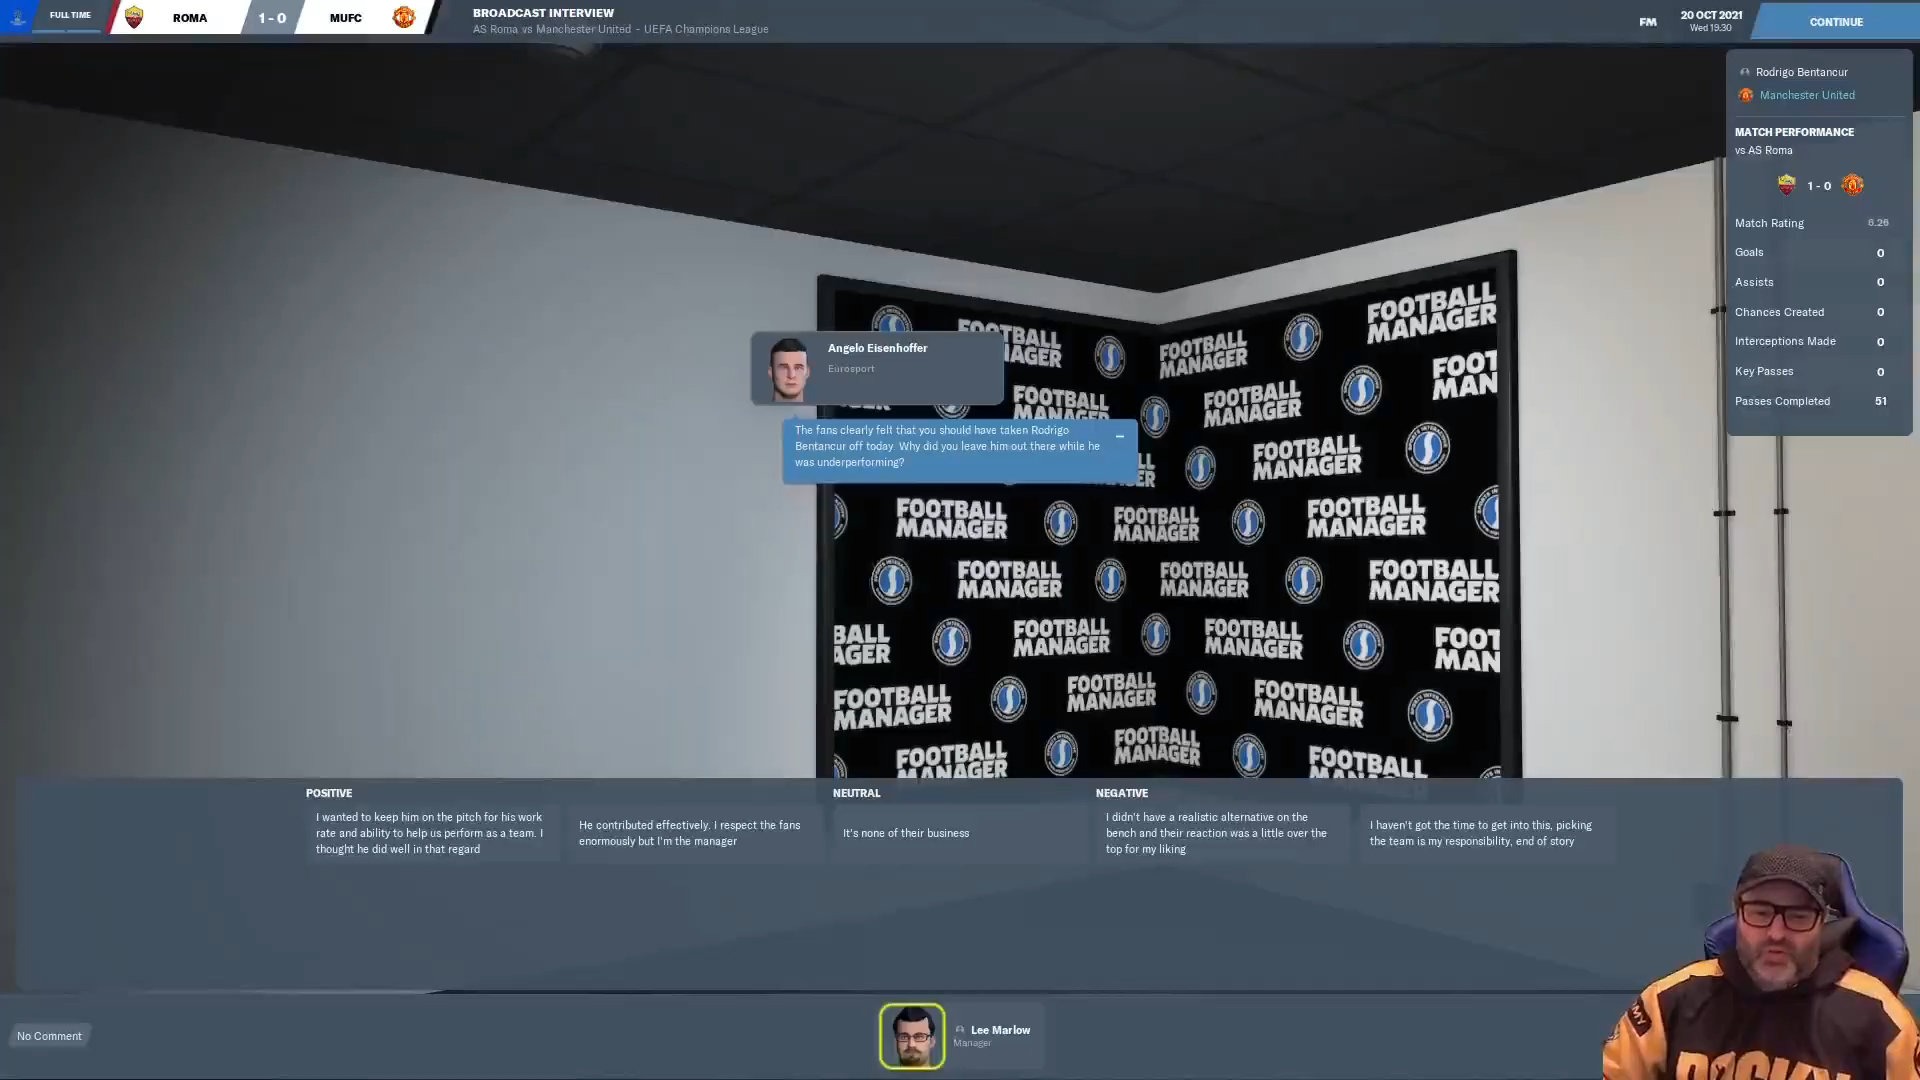 FULL TIME
ROMA
1 - 0
MUFC
BROADCAST INTERVIEW
AS Roma vs Manchester United - UEFA Champions League
FM
20 OCT 2021
Wed 19:30
CONTINUE
Rodrigo Bentancur
Manchester United
MATCH PERFORMANCE
vs AS Roma
1 - 0
Match Rating 6.26
Goals 0
Assists 0
Chances Created 0
Interceptions Made 0
Key Passes 0
Passes Completed 51
Angelo Eisenhoffer
Eurosport
The fans clearly felt that you should have taken Rodrigo
Bentancur off today. Why did you leave him out there while he
was underperforming?
FOOTBALL
MANAGER
POSITIVE
I wanted to keep him on the pitch for his work
rate and ability to help us perform as a team. I
thought he did well in that regard
He contributed effectively. I respect the fans
enormously but I'm the manager
NEUTRAL
It's none of their business
NEGATIVE
I didn't have a realistic alternative on the
bench and their reaction was a little over the
top for my liking
I haven't got the time to get into this, picking
the team is my responsibility, end of story
No Comment
Lee Marlow
Manager